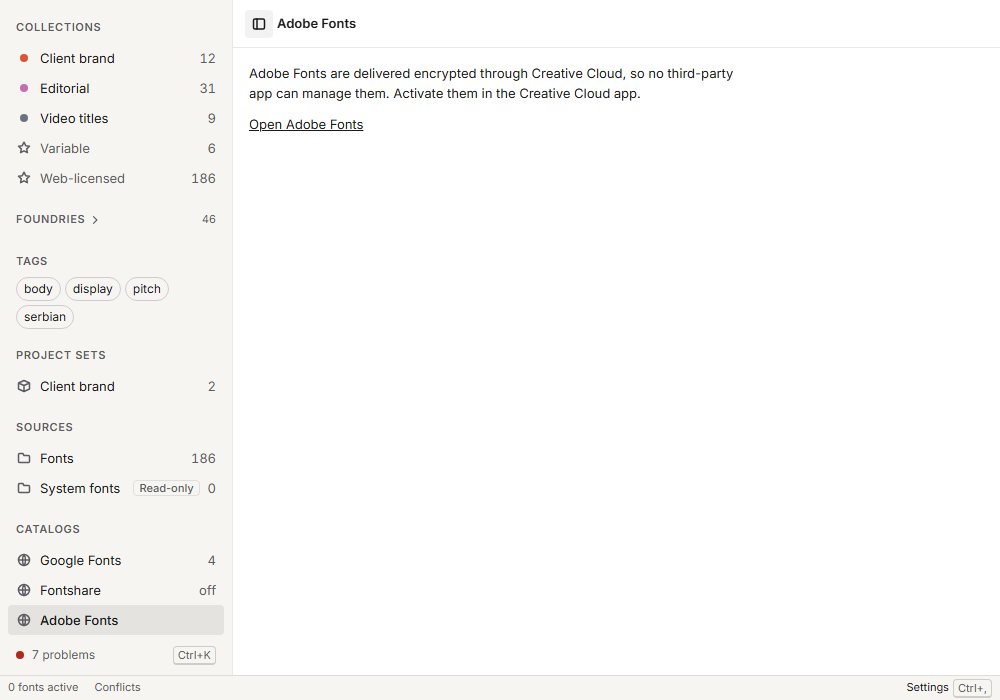 COLLECTIONS
Client brand 12
Editorial 31
Video titles 9
Variable 6
Web-licensed 186
FOUNDRIES 46
TAGS
body display pitch
serbian
PROJECT SETS
Client brand 2
SOURCES
Fonts 186
System fonts Read-only 0
CATALOGS
Google Fonts 4
Fontshare off
Adobe Fonts
7 problems Ctrl+K
Adobe Fonts
Adobe Fonts are delivered encrypted through Creative Cloud, so no third-party
app can manage them. Activate them in the Creative Cloud app.
Open Adobe Fonts
0 fonts active Conflicts Settings Ctrl+,